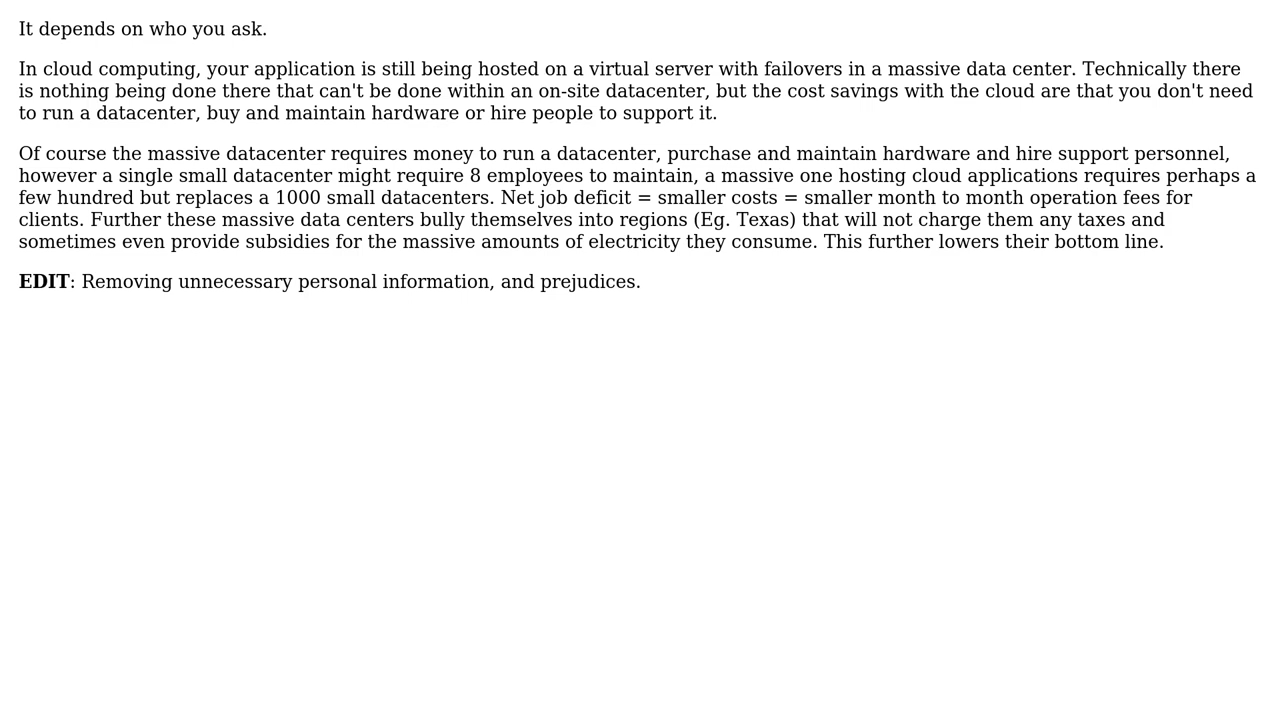 It depends on who you ask.
In cloud computing, your application is still being hosted on a virtual server with failovers in a massive data center. Technically there
is nothing being done there that can't be done within an on-site datacenter, but the cost savings with the cloud are that you don't need
to run a datacenter, buy and maintain hardware or hire people to support it.
Of course the massive datacenter requires money to run a datacenter, purchase and maintain hardware and hire support personnel,
however a single small datacenter might require 8 employees to maintain, a massive one hosting cloud applications requires perhaps a
few hundred but replaces a 1000 small datacenters. Net job deficit = smaller costs = smaller month to month operation fees for
clients. Further these massive data centers bully themselves into regions (Eg. Texas) that will not charge them any taxes and
sometimes even provide subsidies for the massive amounts of electricity they consume. This further lowers their bottom line.
EDIT: Removing unnecessary personal information, and prejudices.